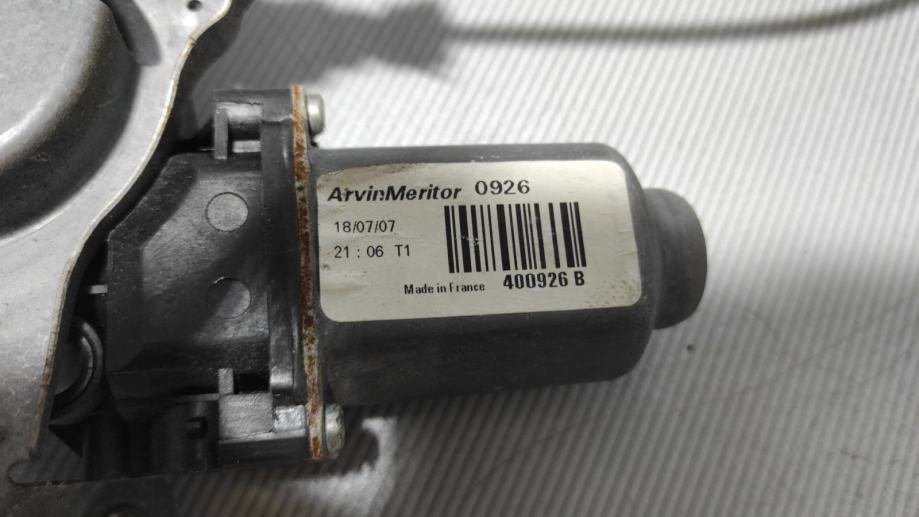 ArvinMeritor 0926
18/07/07
21 : 06 T1
Made in France 400926 B